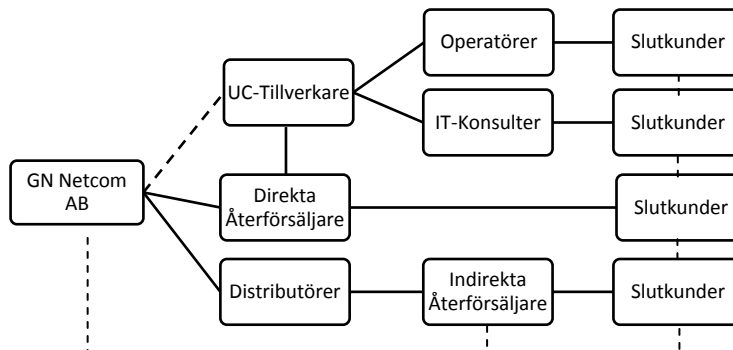 Operatörer
Slutkunder
UC-Tillverkare
IT-Konsulter
Slutkunder
GN Netcom
AB
Direkta
Återförsäljare
Slutkunder
Distributörer
Indirekta
Återförsäljare
Slutkunder